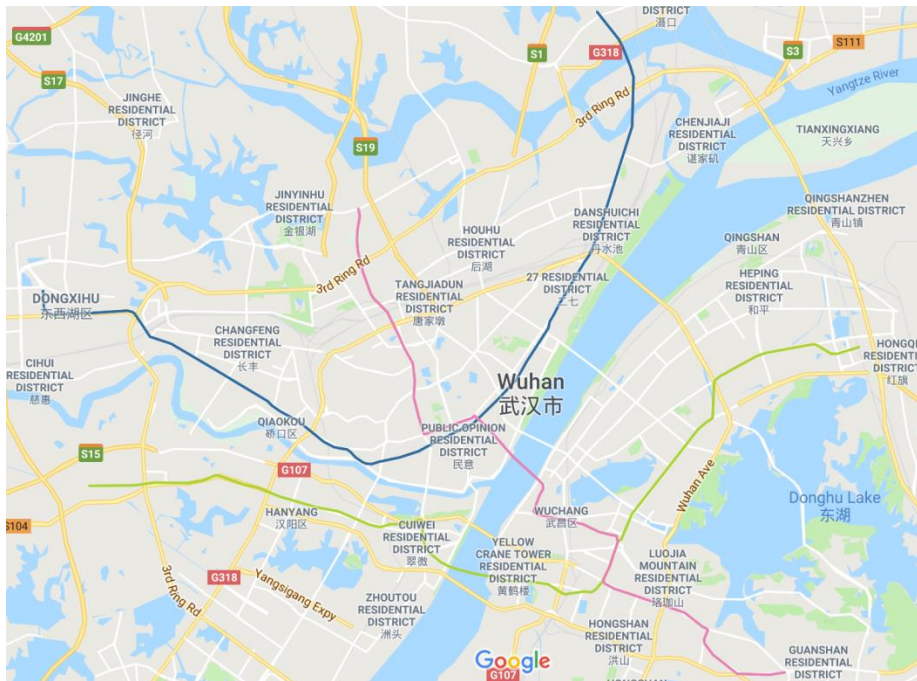 DISTRICT
滠口
G4201
S1
G318
S3
S111
S17
Yangtze River
JINGHE
RESIDENTIAL
DISTRICT
径河
3rd Ring Rd
CHENJIAJI
RESIDENTIAL
DISTRICT
谌家矶
TIANXINGXIANG
天兴乡
S19
JINYINHU
RESIDENTIAL
DISTRICT
金银湖
QINGSHANZHEN
RESIDENTIAL DISTRICT
青山镇
DANSHUICHI
RESIDENTIAL
DISTRICT
丹水池
HOUHU
RESIDENTIAL
DISTRICT
后湖
QINGSHAN
青山区
3rd Ring Rd
27 RESIDENTIAL
DISTRICT
二七
HEPING
RESIDENTIAL
DISTRICT
和平
TANGJIADUN
RESIDENTIAL
DISTRICT
唐家墩
DONGXIHU
东西湖区
CHANGFENG
RESIDENTIAL
DISTRICT
长丰
HONGQI
RESIDENTI
DISTRICT
红旗
CIHUI
RESIDENTIAL
DISTRICT
慈惠
Wuhan
武汉市
QIAOKOU
硚口区
PUBLIC OPINION
RESIDENTIAL
DISTRICT
民意
S15
G107
Wuhan Ave
Donghu Lake
东湖
HANYANG
汉阳区
WUCHANG
武昌区
S104
CUIWEI
RESIDENTIAL
DISTRICT
翠微
YELLOW
CRANE TOWER
RESIDENTIAL
DISTRICT
黄鹤楼
LUOJIA
MOUNTAIN
RESIDENTIAL
DISTRICT
珞珈山
3rd Ring Rd
G318
Yangsigang Expy
ZHOUTOU
RESIDENTIAL
DISTRICT
洲头
HONGSHAN
RESIDENTIAL
DISTRICT
洪山
GUANSHAN
RESIDENTIAL
DISTRICT
Google
G107